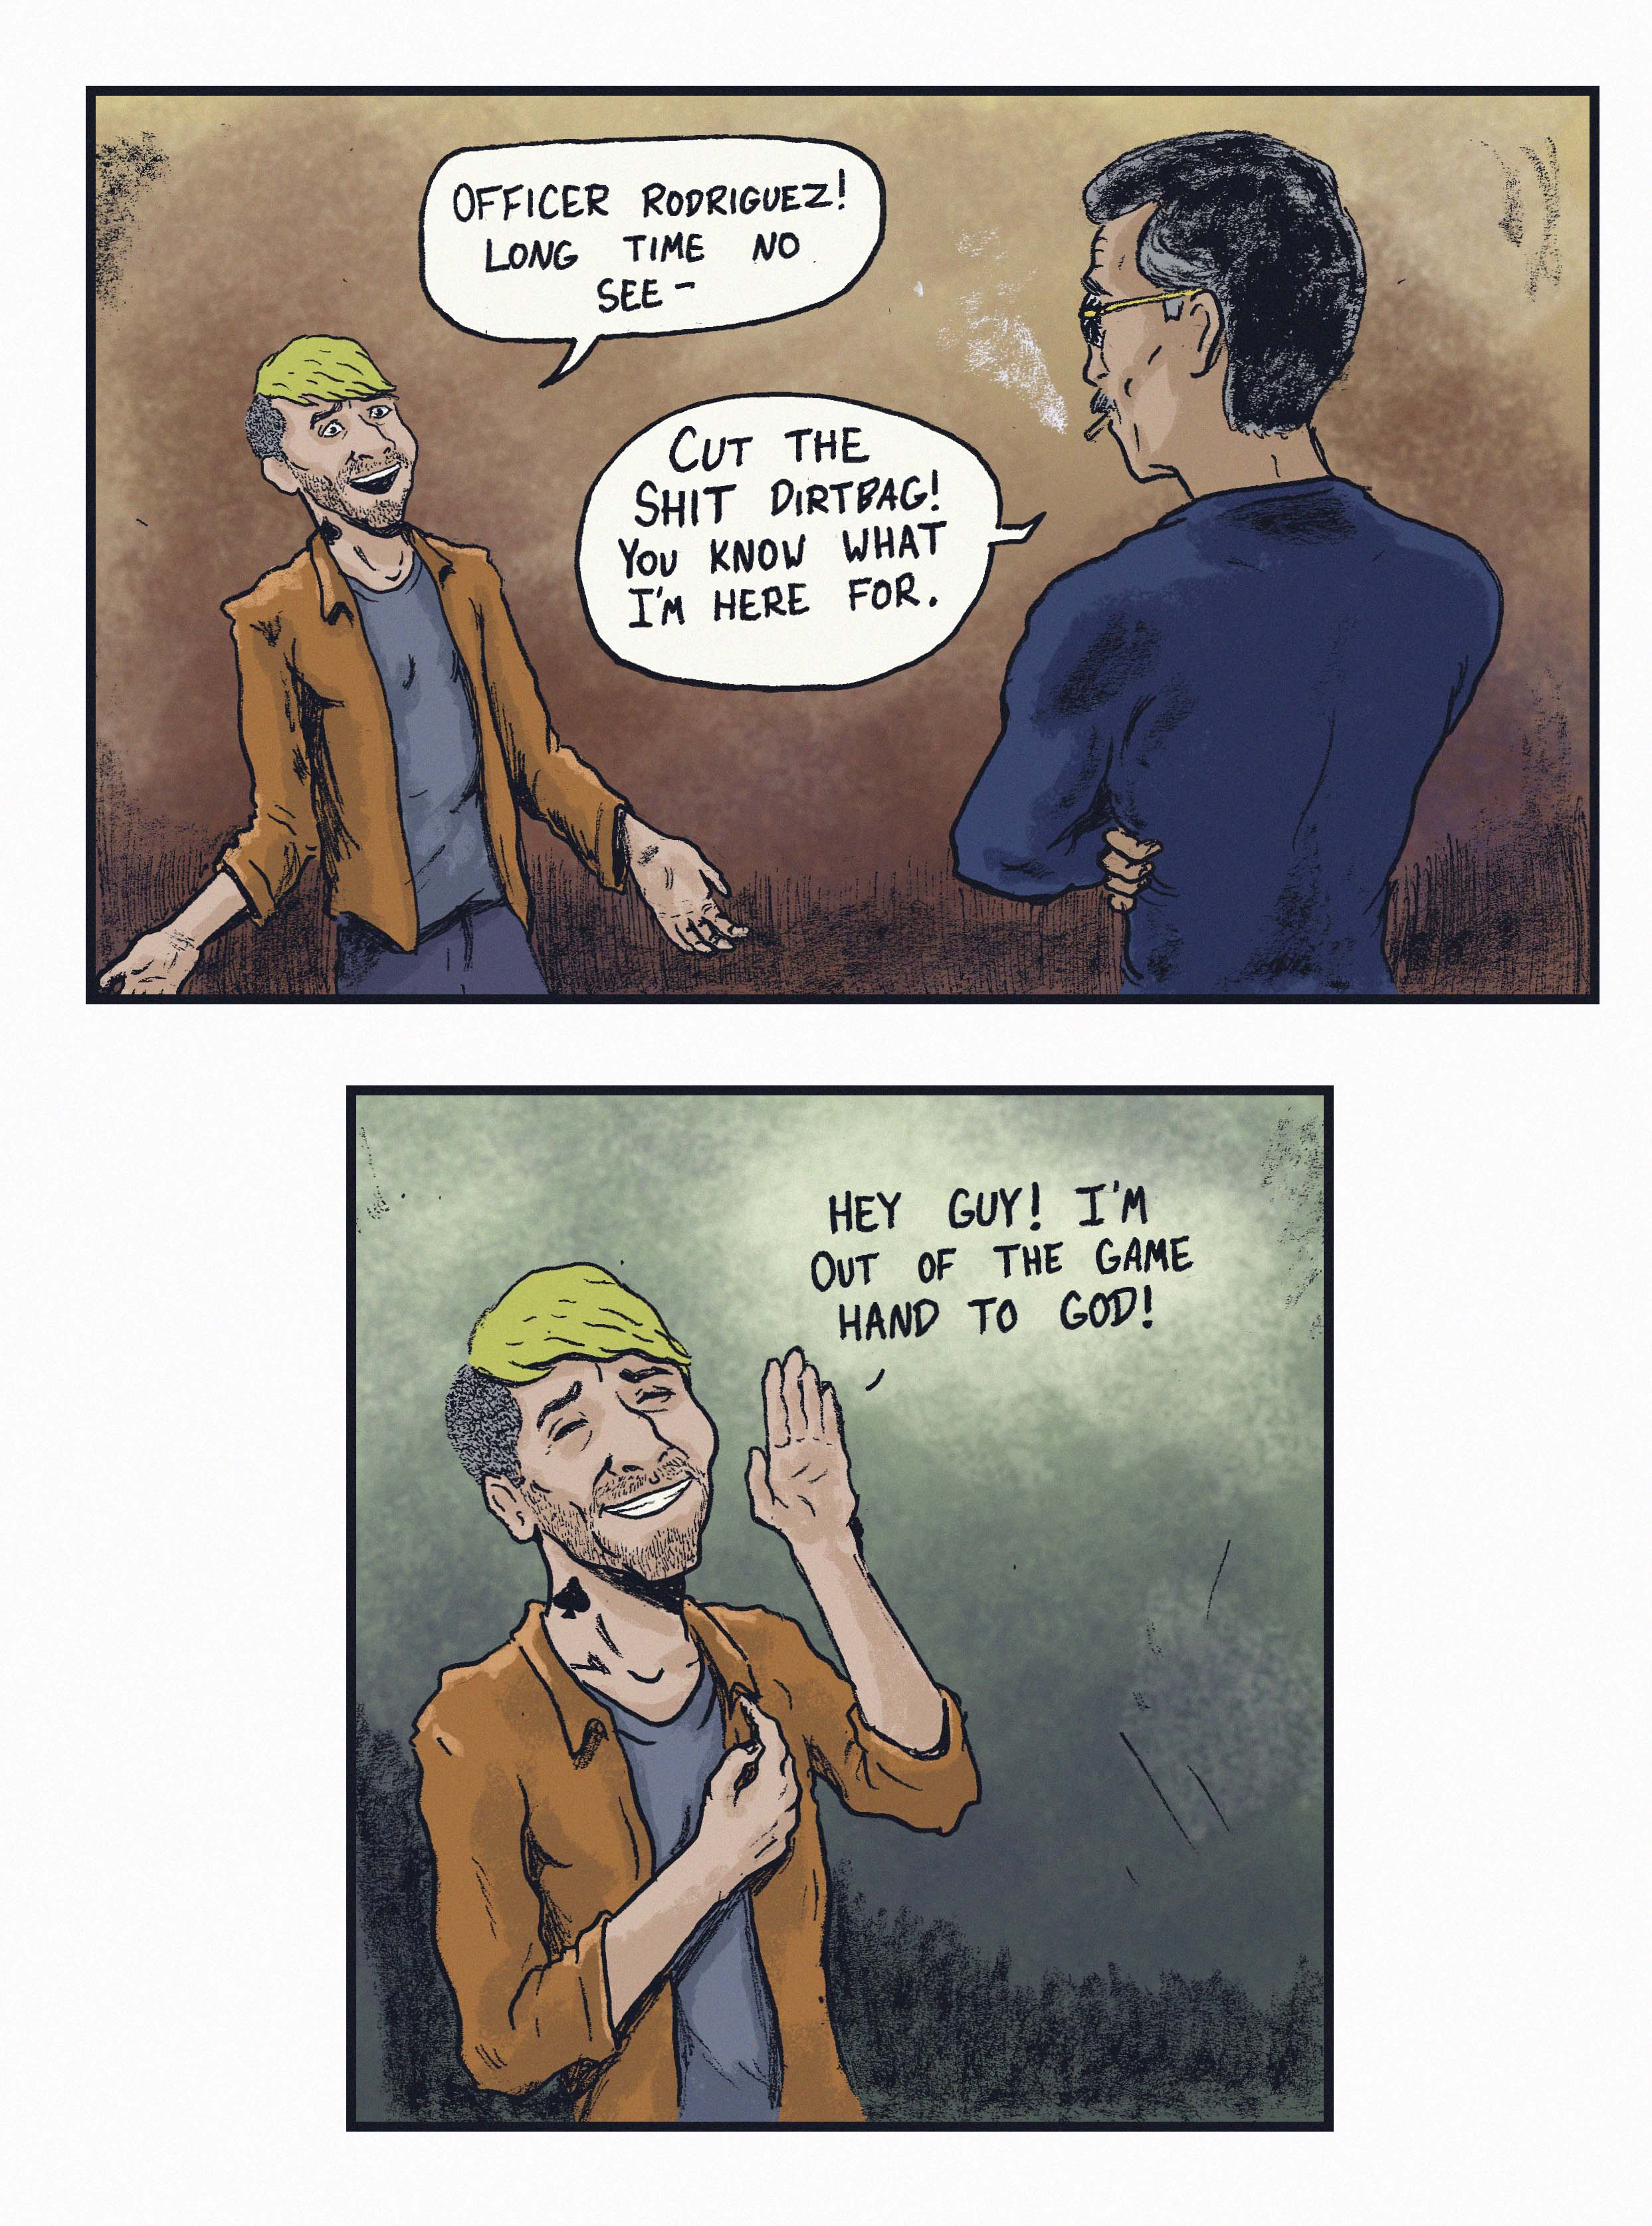 OFFICER RODRIGUEZ!
LONG TIME NO
SEE-
CUT THE
SHIT DIRTBAG!
YOU KNOW WHAT
I'M HERE FOR.
HEY GUY! I'M
OUT OF THE GAME
HAND TO GOD!